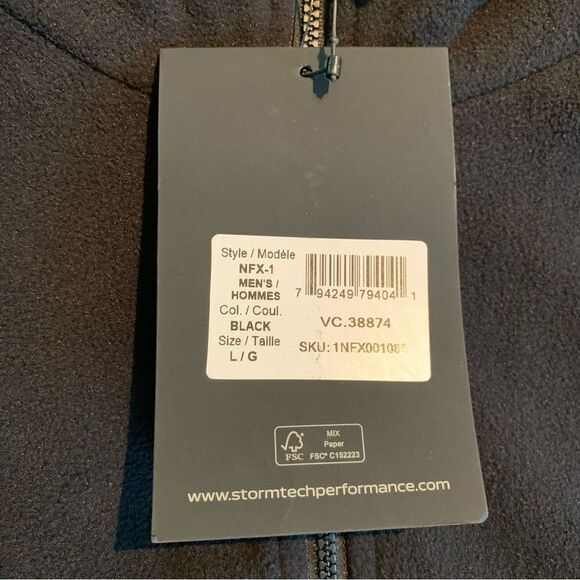 Style / Modèle
NFX-1
MEN'S /
HOMMES
Col. / Coul.
BLACK
Size / Taille
L / G
7 94249 79404 1
VC.38874
SKU:
FSC
MIX
Paper
FSC® C152223
www.stormtechperformance.com